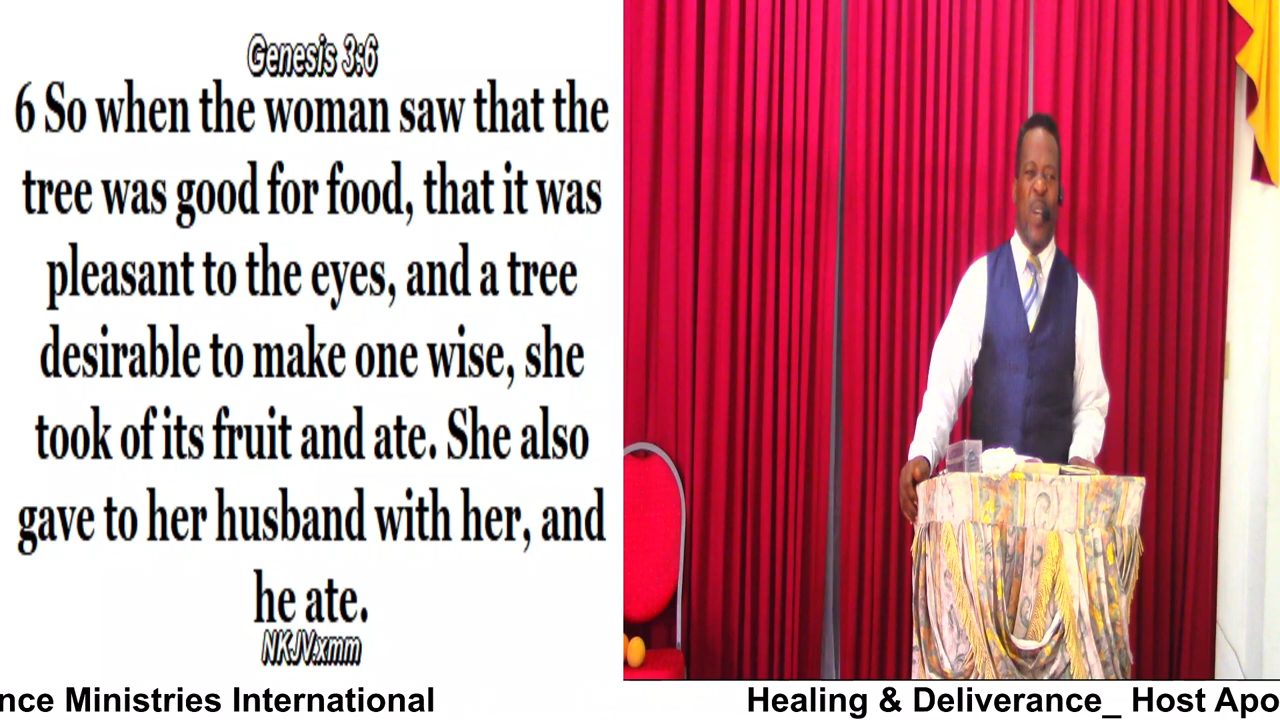 Genesis 3:6
6 So when the woman saw that the
tree was good for food, that it was
pleasant to the eyes, and a tree
desirable to make one wise, she
took of its fruit and ate. She also
gave to her husband with her, and
he ate.
NKJV.xmm
nce Ministries International
Healing & Deliverance_ Host Apo